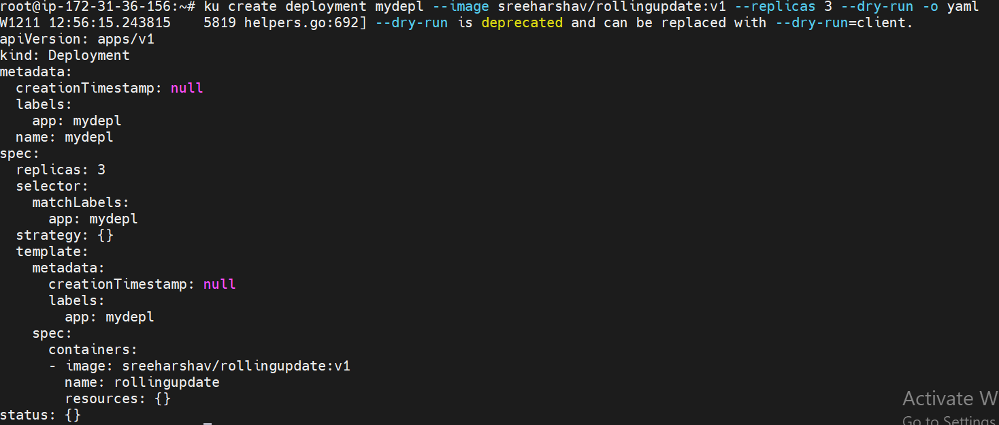 root@ip-172-31-36-156:~# ku create deployment mydepl --image sreeharshav/rollingupdate:v1 --replicas 3 --dry-run -o yaml
W1211 12:56:15.243815    5819 helpers.go:692] --dry-run is deprecated and can be replaced with --dry-run=client.
apiVersion: apps/v1
kind: Deployment
metadata:
  creationTimestamp: null
  labels:
    app: mydepl
  name: mydepl
spec:
  replicas: 3
  selector:
    matchLabels:
      app: mydepl
  strategy: {}
  template:
    metadata:
      creationTimestamp: null
      labels:
        app: mydepl
    spec:
      containers:
      - image: sreeharshav/rollingupdate:v1
        name: rollingupdate
        resources: {}
status: {}
Activate W
Go to Settings